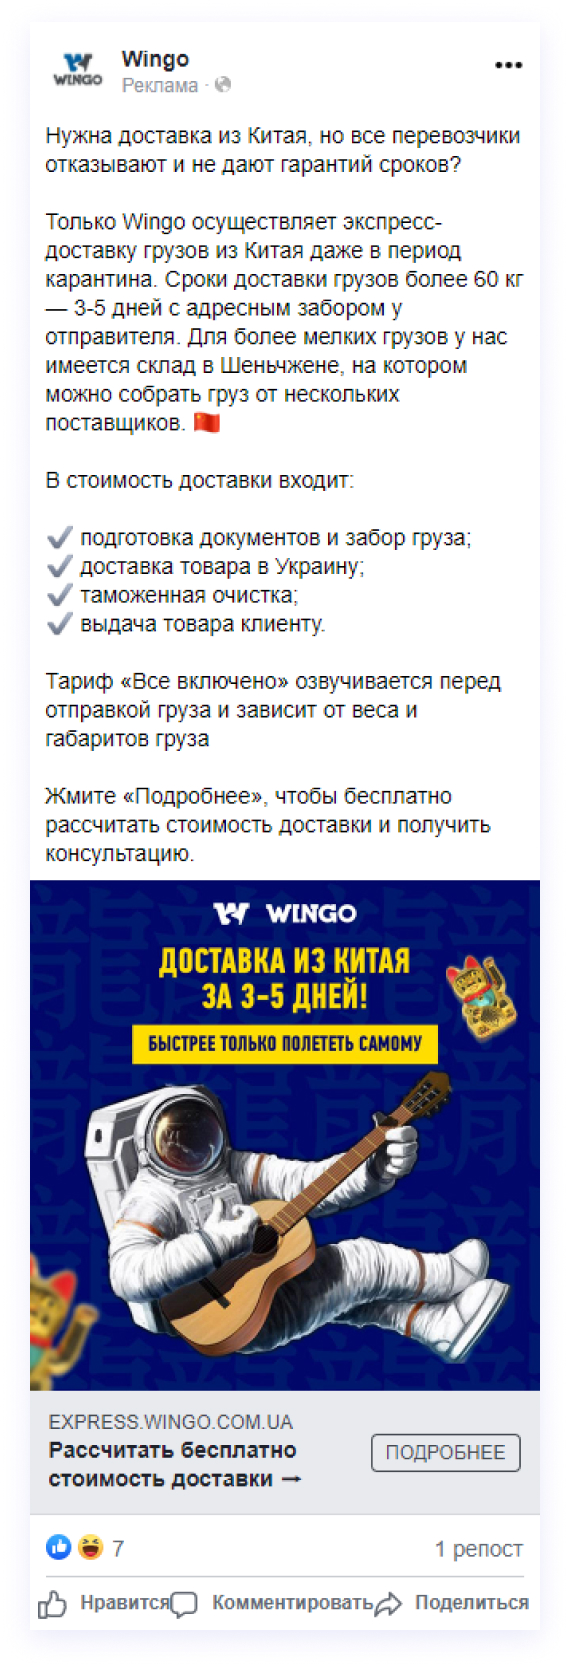 Wingo
Реклама ·
WINGO
Нужна доставка из Китая, но все перевозчики
отказывают и не дают гарантий сроков?
Только Wingo осуществляет экспресс-
доставку грузов из Китая даже в период
карантина. Сроки доставки грузов более 60 кг
— 3-5 дней с адресным забором у
отправителя. Для более мелких грузов у нас
имеется склад в Шеньчжене, на котором
можно собрать груз от нескольких
поставщиков. 🇨🇳
В стоимость доставки входит:
✔ подготовка документов и забор груза;
✔ доставка товара в Украину;
✔ таможенная очистка;
✔ выдача товара клиенту.
Тариф «Все включено» озвучивается перед
отправкой груза и зависит от веса и
габаритов груза
Жмите «Подробнее», чтобы бесплатно
рассчитать стоимость доставки и получить
консультацию.
WINGO
ДОСТАВКА ИЗ КИТАЯ
ЗА 3-5 ДНЕЙ!
БЫСТРЕЕ ТОЛЬКО ПОЛЕТЕТЬ САМОМУ
EXPRESS.WINGO.COM.UA
Рассчитать бесплатно
стоимость доставки →
ПОДРОБНЕЕ
7
1 репост
Нравится
Комментировать
Поделиться